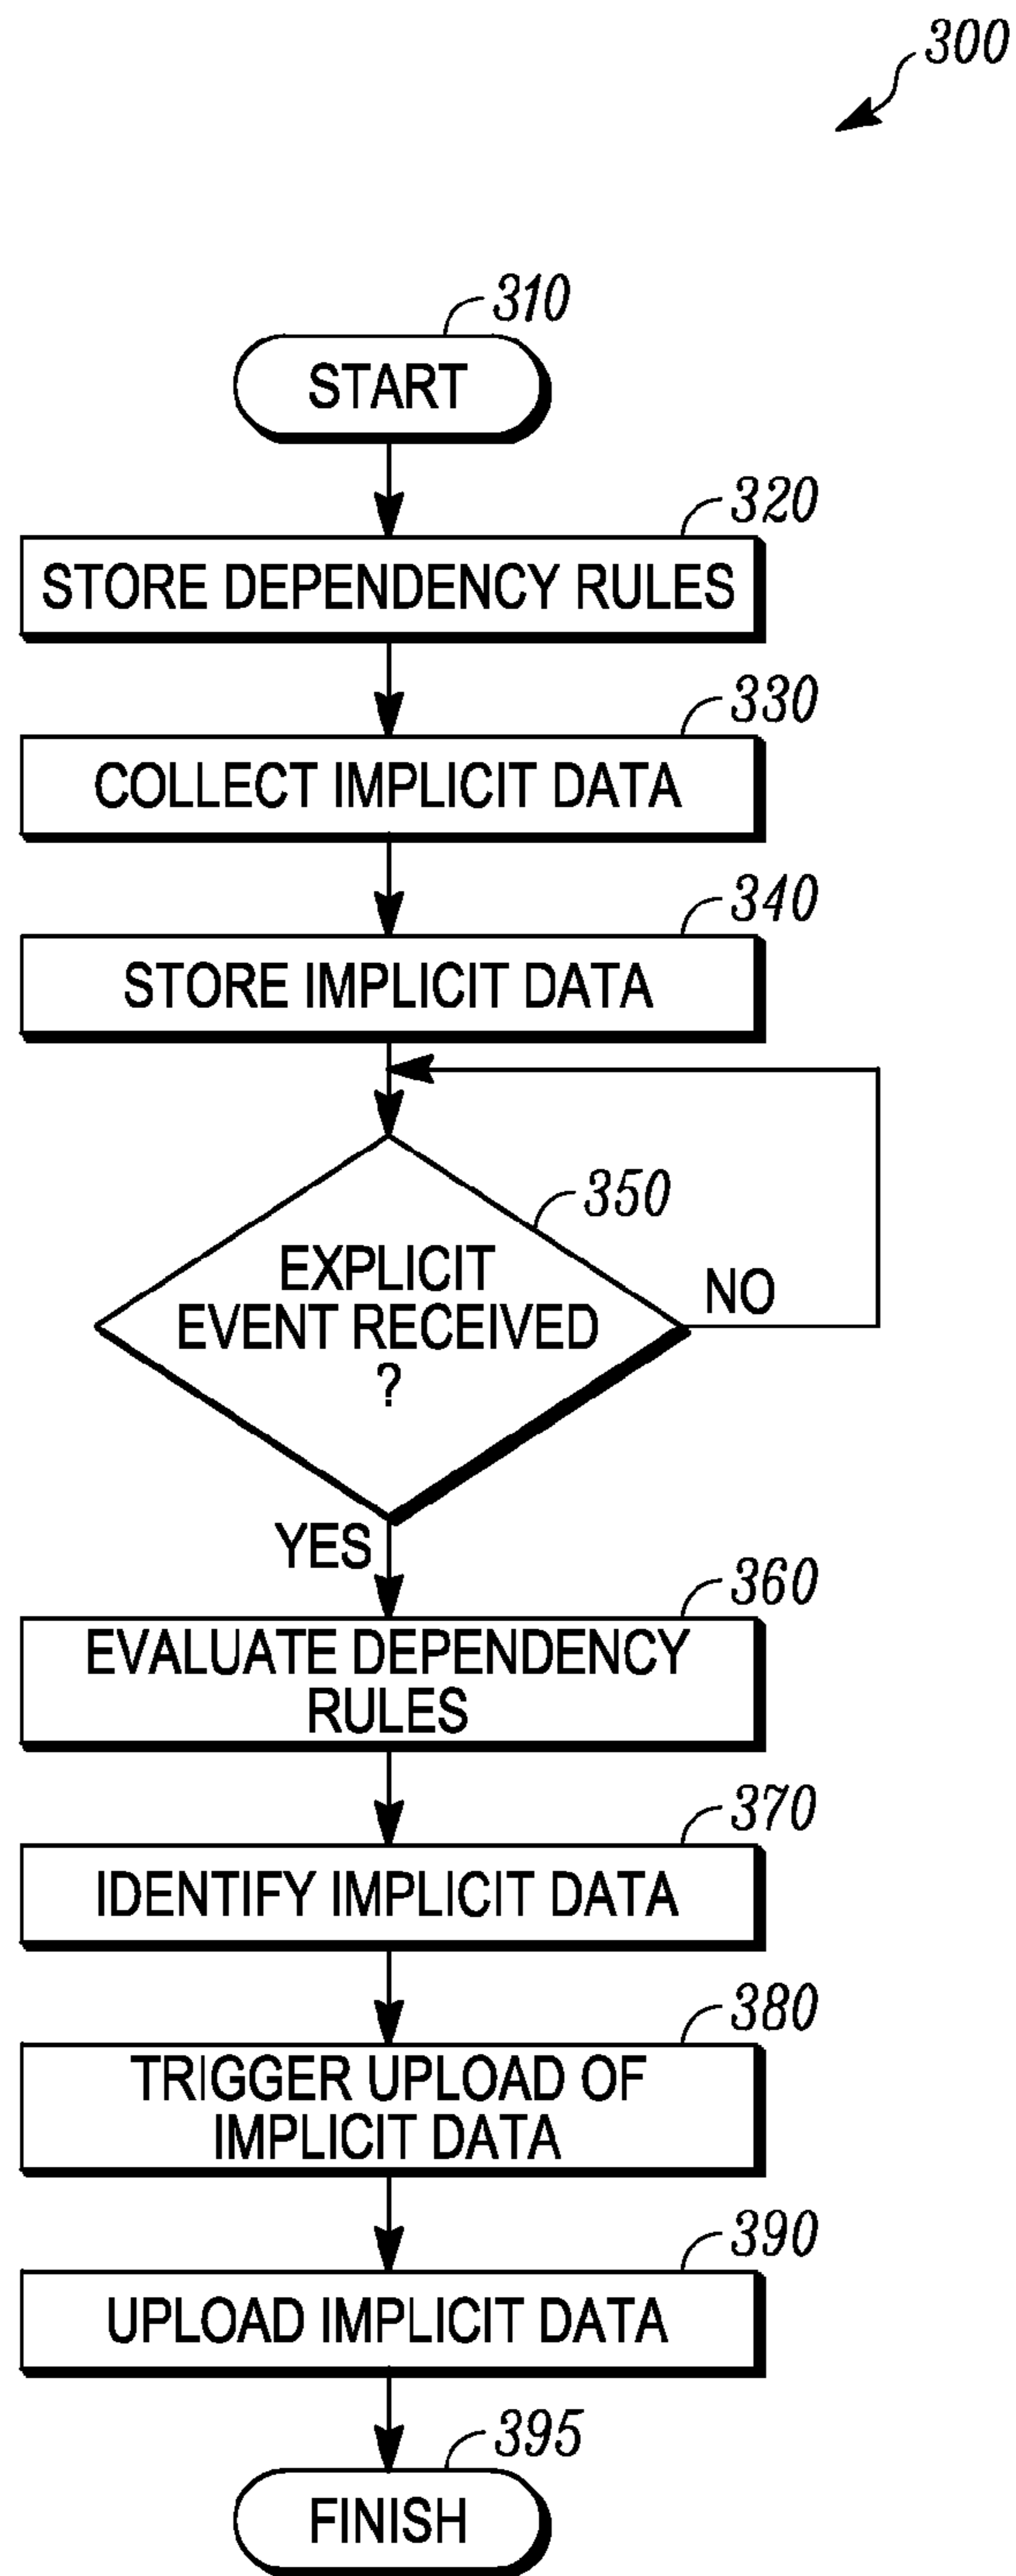 300
310
START
320
STORE DEPENDENCY RULES
330
COLLECT IMPLICIT DATA
340
STORE IMPLICIT DATA
350
EXPLICIT
EVENT RECEIVED
?
NO
YES
360
EVALUATE DEPENDENCY
RULES
370
IDENTIFY IMPLICIT DATA
380
TRIGGER UPLOAD OF
IMPLICIT DATA
390
UPLOAD IMPLICIT DATA
395
FINISH